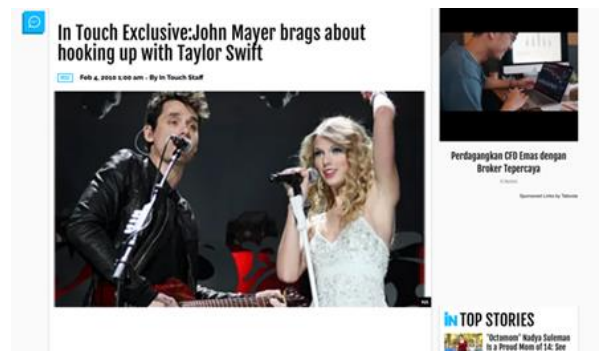 In Touch Exclusive:John Mayer brags about
hooking up with Taylor Swift
Feb 4, 2010 1:00 am - By In Touch Staff
Perdagangkan CFD Emas dengan
Broker Tepercaya
Sponsored Links by Taboola
IN TOP STORIES
'Octomom' Nadya Suleman
is a Proud Mom of 14: See